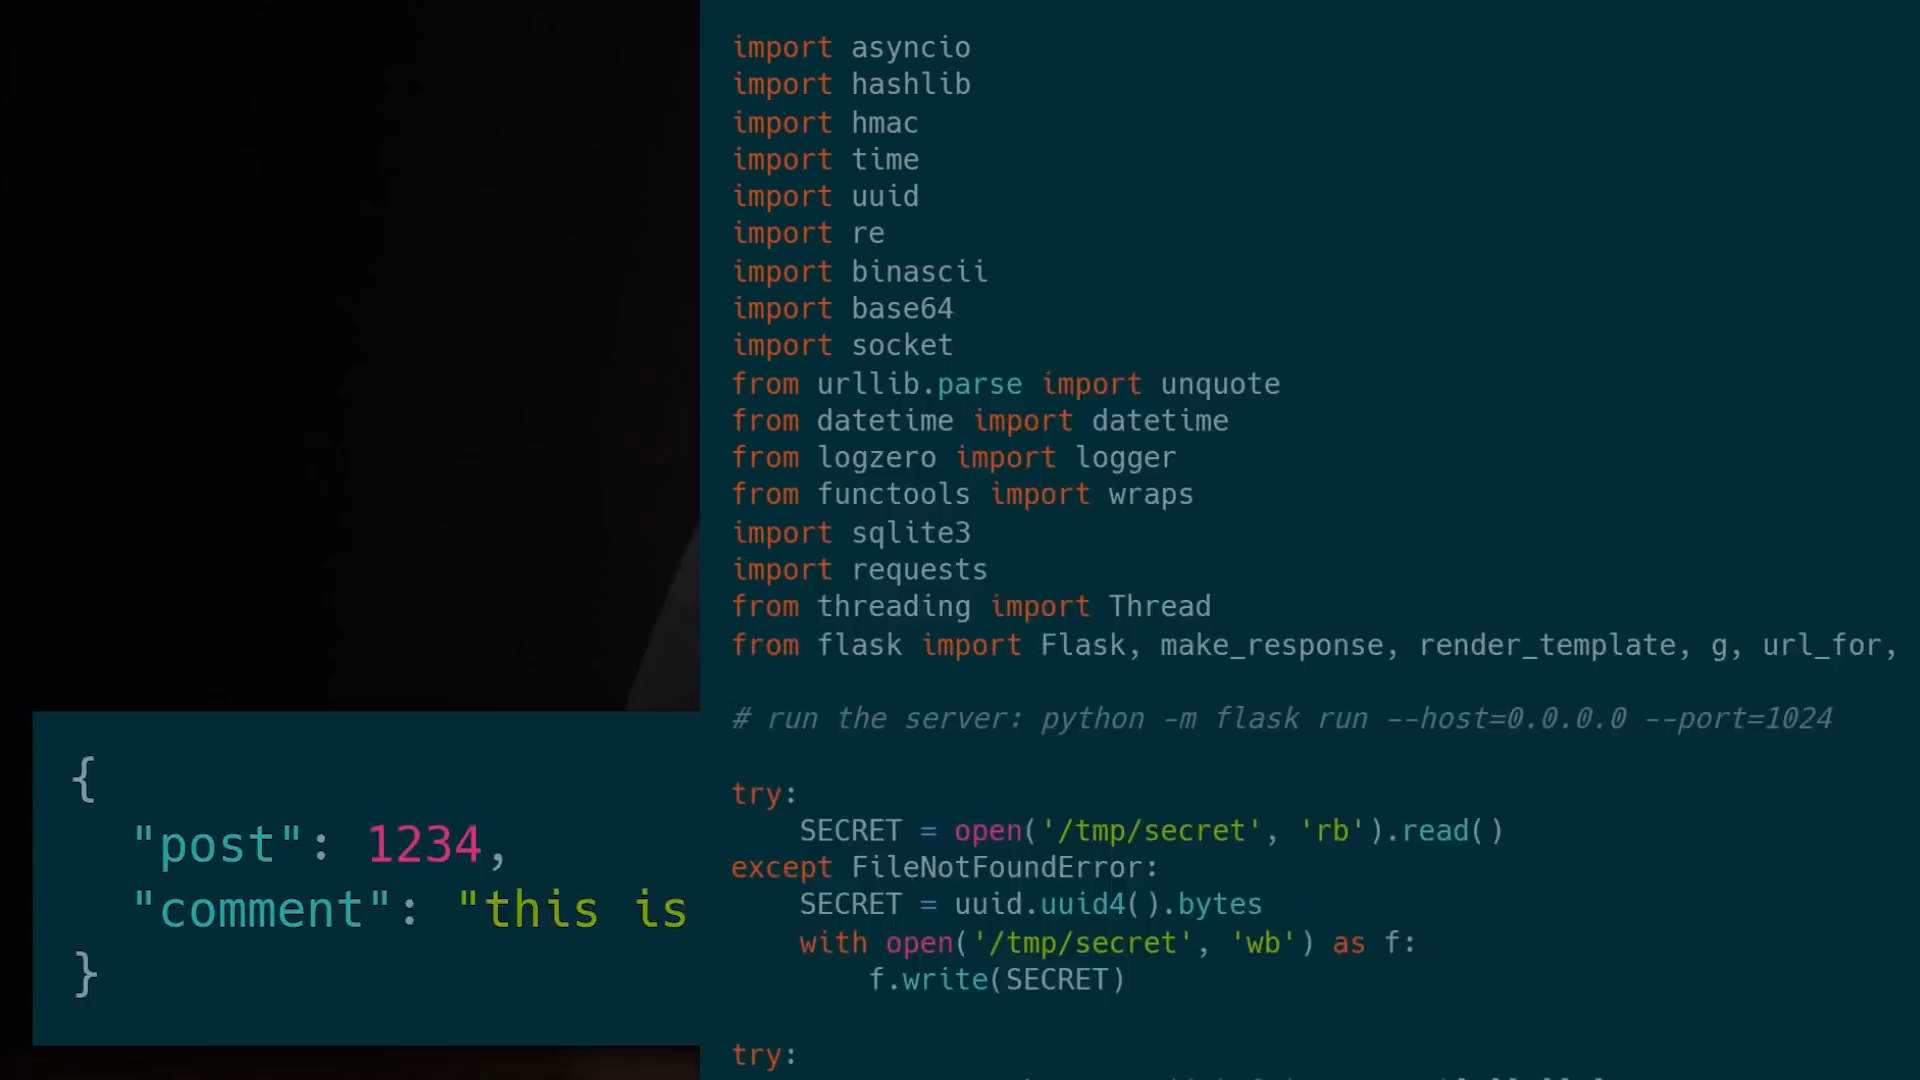 import asyncio
import hashlib
import hmac
import time
import uuid
import re
import binascii
import base64
import socket
from urllib.parse import unquote
from datetime import datetime
from logzero import logger
from functools import wraps
import sqlite3
import requests
from threading import Thread
from flask import Flask, make_response, render_template, g, url_for,
# run the server: python -m flask run --host=0.0.0.0 --port=1024
try:
    SECRET = open('/tmp/secret', 'rb').read()
except FileNotFoundError:
    SECRET = uuid.uuid4().bytes
    with open('/tmp/secret', 'wb') as f:
        f.write(SECRET)
try:
{
  "post": 1234,
  "comment": "this is
}